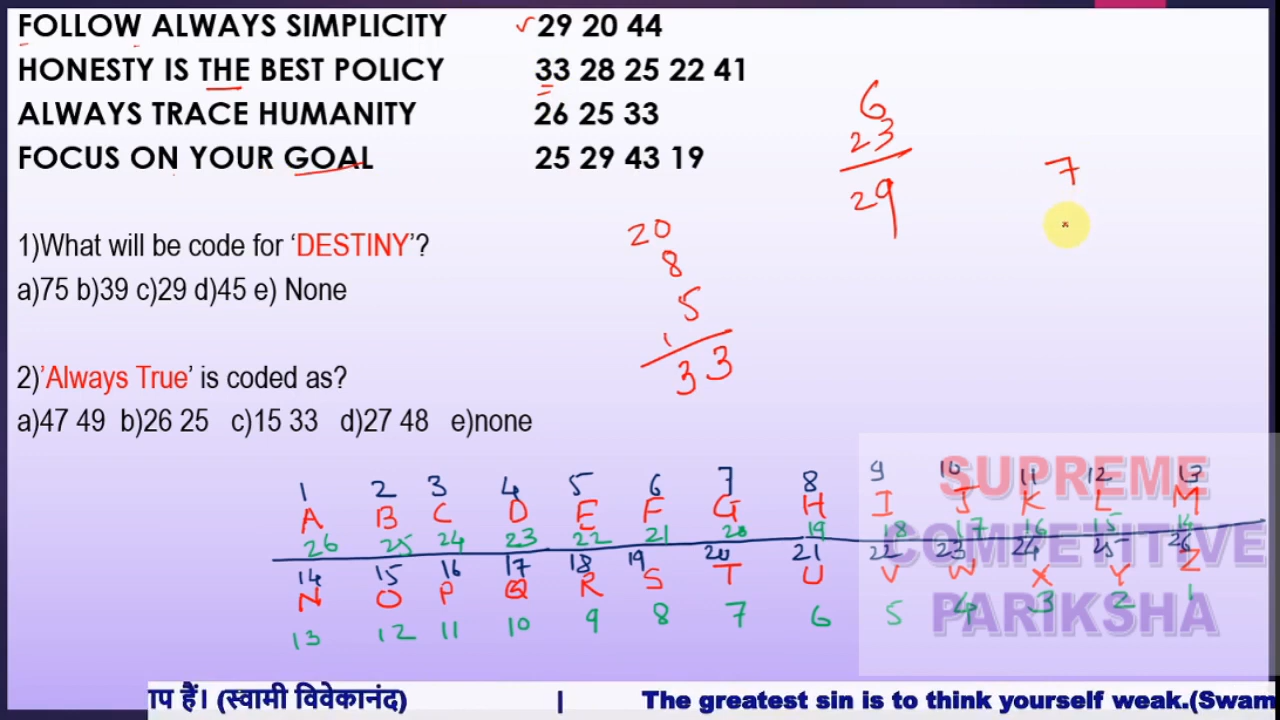 FOLLOW ALWAYS SIMPLICITY 29 20 44
HONESTY IS THE BEST POLICY 33 28 25 22 41
ALWAYS TRACE HUMANITY 26 25 33
FOCUS ON YOUR GOAL 25 29 43 19
6
23
29
7
1)What will be code for ‘DESTINY’?
a)75 b)39 c)29 d)45 e) None
20
8
5
1
33
2)’Always True’ is coded as?
a)47 49 b)26 25 c)15 33 d)27 48 e)none
1 2 3 4 5 6 7 8 9 10 11 12 13
A B C D E F G H I J K L M
26 25 24 23 22 21 20 19 18 17 16 15 14
14 15 16 17 18 19 20 21 22 23 24 25 26
N O P Q R S T U V W X Y Z
13 12 11 10 9 8 7 6 5 4 3 2 1
SUPREME
COMPETITIVE
PARIKSHA
ाप हैं। (स्वामी विवेकानंद) | The greatest sin is to think yourself weak.(Swam